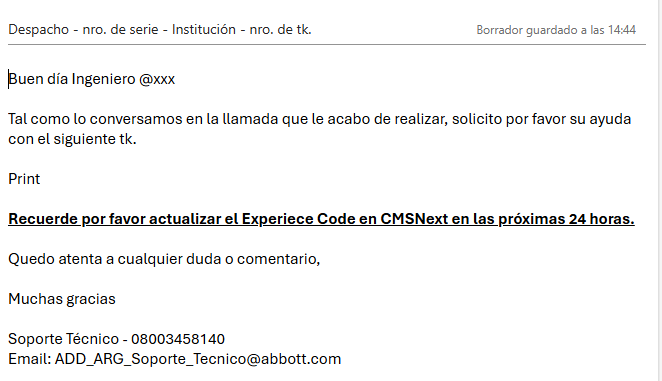 Despacho - nro. de serie - Institución - nro. de tk.
Borrador guardado a las 14:44
Buen día Ingeniero @xxx
Tal como lo conversamos en la llamada que le acabo de realizar, solicito por favor su ayuda
con el siguiente tk.
Print
Recuerde por favor actualizar el Experiece Code en CMSNext en las próximas 24 horas.
Quedo atenta a cualquier duda o comentario,
Muchas gracias
Soporte Técnico - 08003458140
Email: ADD_ARG_Soporte_Tecnico@abbott.com